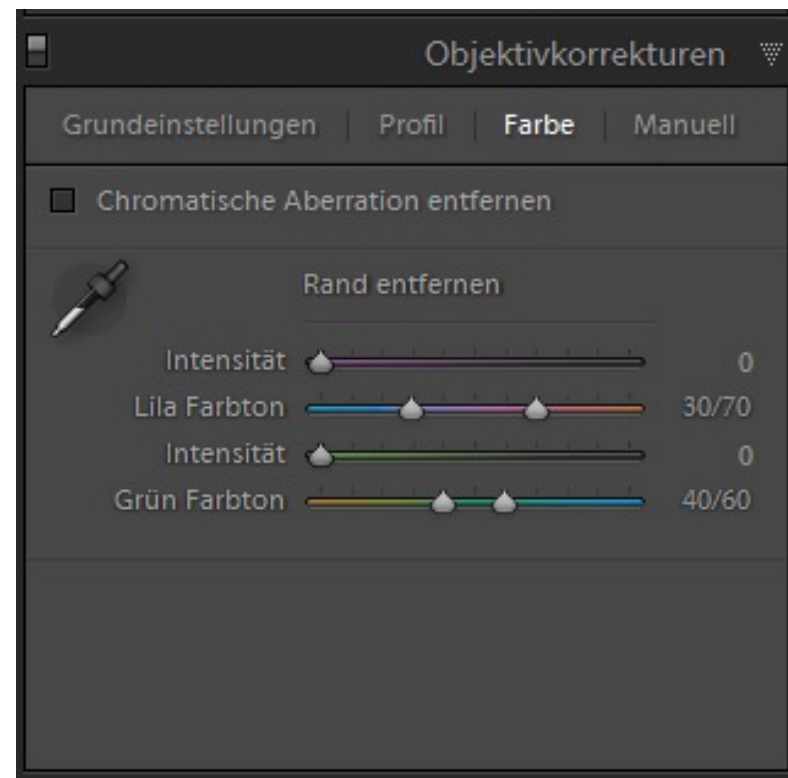 Objektivkorrekturen
Grundeinstellungen | Profil | Farbe | Manuell
Chromatische Aberration entfernen
Rand entfernen
Intensität 0
Lila Farbton 30/70
Intensität 0
Grün Farbton 40/60